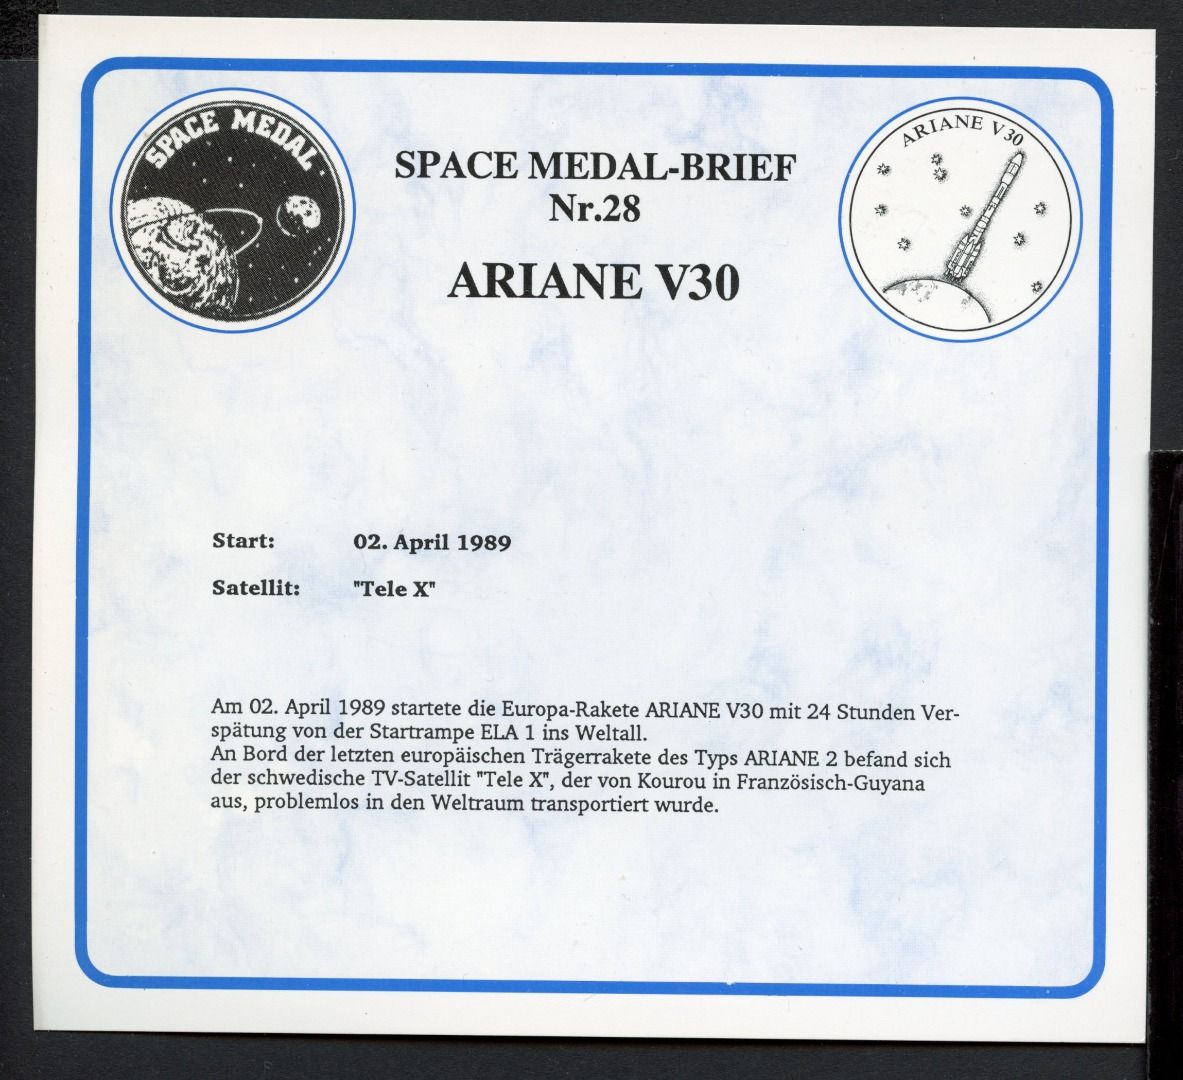 SPACE MEDAL
ARIANE V30
SPACE MEDAL-BRIEF
Nr.28
ARIANE V30
Start: 02. April 1989
Satellit: "Tele X"
Am 02. April 1989 startete die Europa-Rakete ARIANE V30 mit 24 Stunden Ver-
spätung von der Startrampe ELA 1 ins Weltall.
An Bord der letzten europäischen Trägerrakete des Typs ARIANE 2 befand sich
der schwedische TV-Satellit "Tele X", der von Kourou in Französisch-Guyana
aus, problemlos in den Weltraum transportiert wurde.